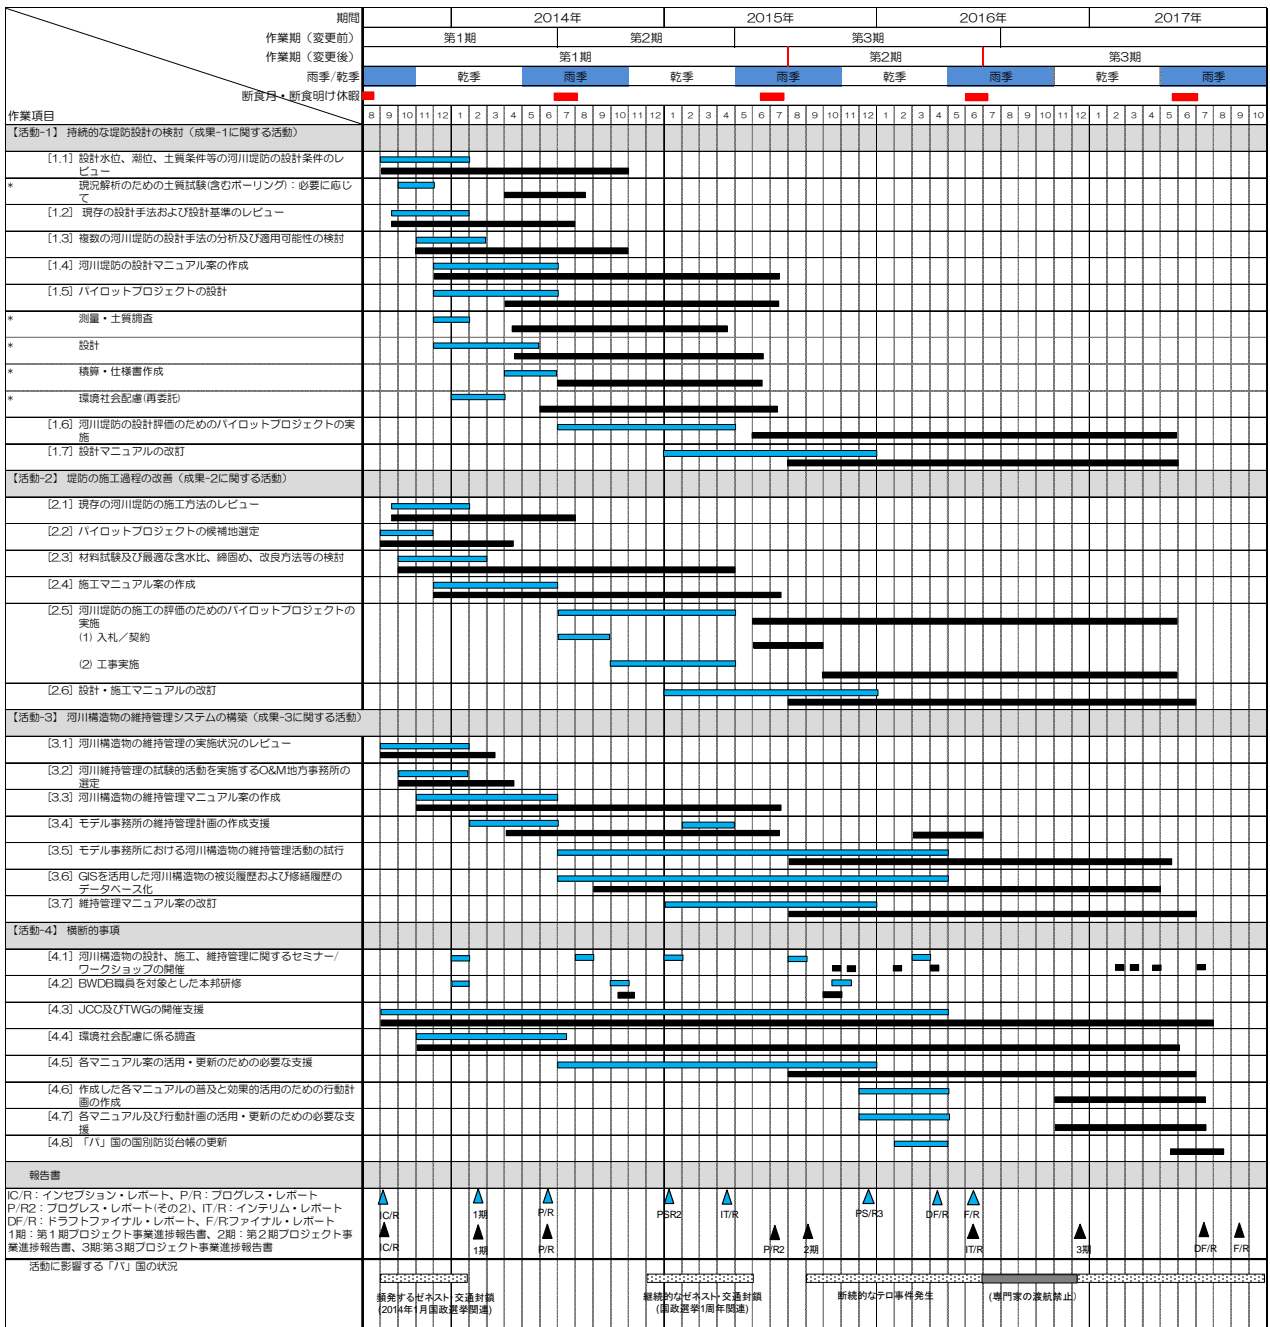 期間
2014年 2015年 2016年 2017年
作業期（変更前） 第1期 第2期 第3期
作業期（変更後） 第1期 第2期 第3期
雨季/乾季 乾季 雨季 乾季 雨季 乾季 雨季 乾季 雨季
断食月・断食明け休暇
作業項目 8 9 10 11 12 1 2 3 4 5 6 7 8 9 10 11 12 1 2 3 4 5 6 7 8 9 10 11 12 1 2 3 4 5 6 7 8 9 10 11 12 1 2 3 4 5 6 7 8 9 10
【活動-1】 持続的な堤防設計の検討（成果-1に関する活動）
[1.1] 設計水位、潮位、土質条件等の河川堤防の設計条件のレ
ビュー
* 現況解析のための土質試験(含むボーリング)：必要に応じ
て
[1.2] 現存の設計手法および設計基準のレビュー
[1.3] 複数の河川堤防の設計手法の分析及び適用可能性の検討
[1.4] 河川堤防の設計マニュアル案の作成
[1.5] パイロットプロジェクトの設計
* 測量・土質調査
* 設計
* 積算・仕様書作成
* 環境社会配慮(再委託)
[1.6] 河川堤防の設計評価のためのパイロットプロジェクトの実
施
[1.7] 設計マニュアルの改訂
【活動-2】 堤防の施工過程の改善（成果-2に関する活動）
[2.1] 現存の河川堤防の施工方法のレビュー
[2.2] パイロットプロジェクトの候補地選定
[2.3] 材料試験及び最適な含水比、締固め、改良方法等の検討
[2.4] 施工マニュアル案の作成
[2.5] 河川堤防の施工の評価のためのパイロットプロジェクトの
実施
(1) 入札／契約
(2) 工事実施
[2.6] 設計・施工マニュアルの改訂
【活動-3】 河川構造物の維持管理システムの構築（成果-3に関する活動）
[3.1] 河川構造物の維持管理の実施状況のレビュー
[3.2] 河川維持管理の試験的活動を実施するO&M地方事務所の
選定
[3.3] 河川構造物の維持管理マニュアル案の作成
[3.4] モデル事務所の維持管理計画の作成支援
[3.5] モデル事務所における河川構造物の維持管理活動の試行
[3.6] GISを活用した河川構造物の被災履歴および修繕履歴の
データベース化
[3.7] 維持管理マニュアル案の改訂
【活動-4】 横断的事項
[4.1] 河川構造物の設計、施工、維持管理に関するセミナー/
ワークショップの開催
[4.2] BWDB職員を対象とした本邦研修
[4.3] JCC及びTWGの開催支援
[4.4] 環境社会配慮に係る調査
[4.5] 各マニュアル案の活用・更新のための必要な支援
[4.6] 作成した各マニュアルの普及と効果的活用のための行動計
画の作成
[4.7] 各マニュアル及び行動計画の活用・更新のための必要な支
援
[4.8] 「バ」国の国別防災台帳の更新
報告書
IC/R：インセプション・レポート、P/R：プログレス・レポート
P/R2：プログレス・レポート(その2)、IT/R：インテリム・レポート
DF/R：ドラフトファイナル・レポート、F/R:ファイナル・レポート
1期：第１期プロジェクト事業進捗報告書、2期：第２期プロジェクト事
業進捗報告書、3期:第３期プロジェクト事業進捗報告書
IC/R 1期 P/R PSR2 IT/R PS/R3 DF/R F/R
IC/R 1期 P/R P/R2 2期 IT/R 3期 DF/R F/R
活動に影響する「バ」国の状況
頻発するゼネスト・交通封鎖
(2014年1月国政選挙関連)
継続的なゼネスト・交通封鎖
(国政選挙1周年関連)
断続的なテロ事件発生
(専門家の渡航禁止)